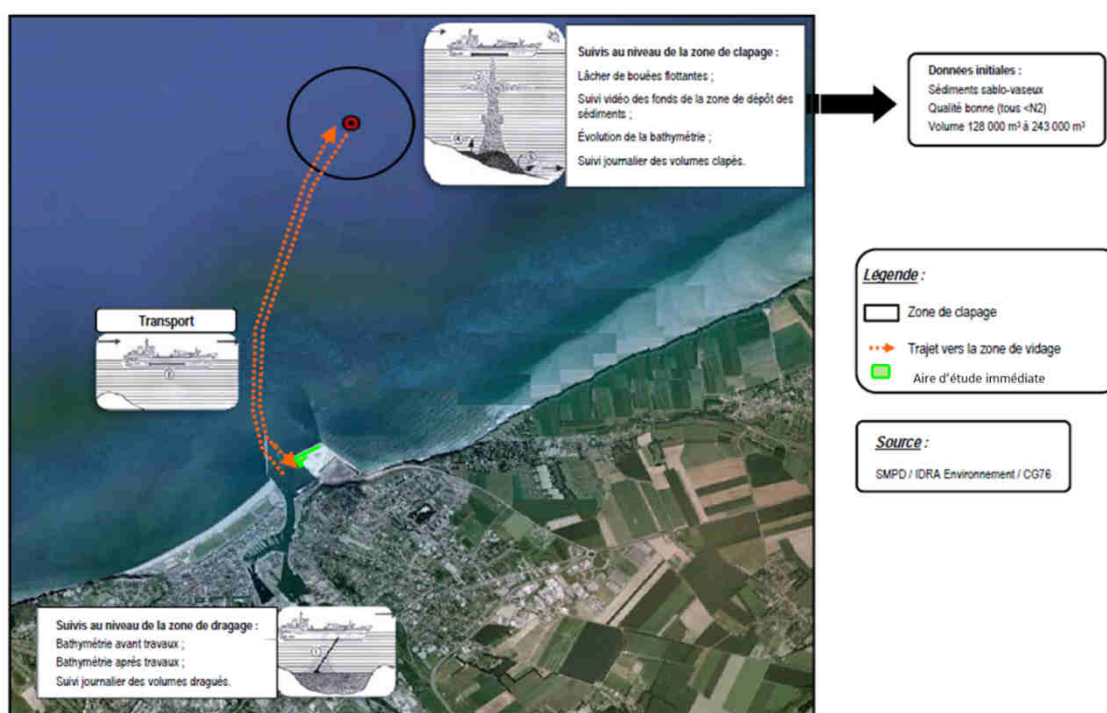 Suivis au niveau de la zone de clapage :
Lâcher de bouées flottantes ;
Suivi vidéo des fonds de la zone de dépôt des
sédiments ;
Évolution de la bathymétrie ;
Suivi journalier des volumes clapés.
Données initiales :
Sédiments sablo-vaseux
Qualité bonne (tous <N2)
Volume 128 000 m³ à 243 000 m³
Légende :
Zone de clapage
Trajet vers la zone de vidage
Aire d'étude immédiate
Source :
SMPD / IDRA Environnement / CG76
Transport
2
Suivis au niveau de la zone de dragage :
Bathymétrie avant travaux ;
Bathymétrie après travaux ;
Suivi journalier des volumes dragués.
1